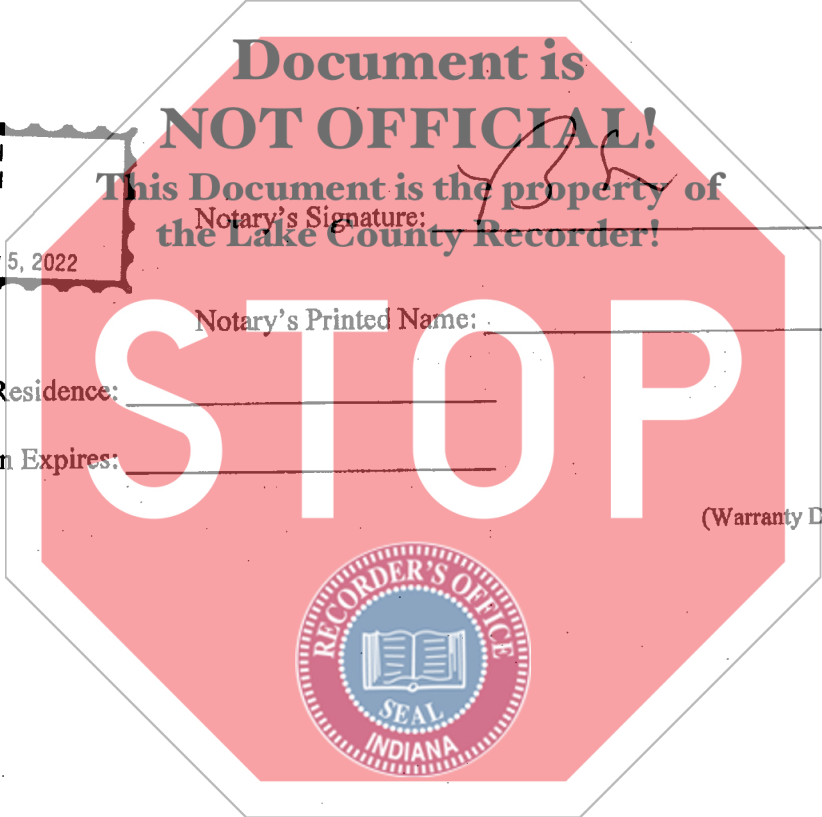 Document is
NOT OFFICIAL!
This Document is the property of
Notary's Signature:
the Lake County Recorder!
5, 2022
STOP
Notary's Printed Name:
Residence:
n Expires:
(Warranty D
RECORDER'S OFFICE
SEAL
INDIANA